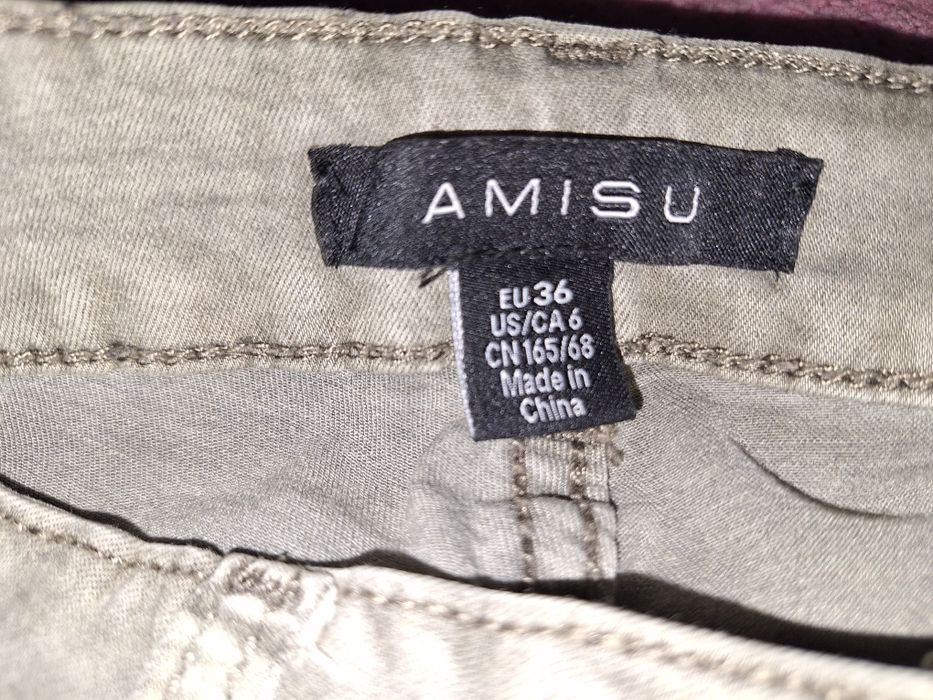 AMISU
EU 36
US/CA 6
CN 165/68
Made in
China